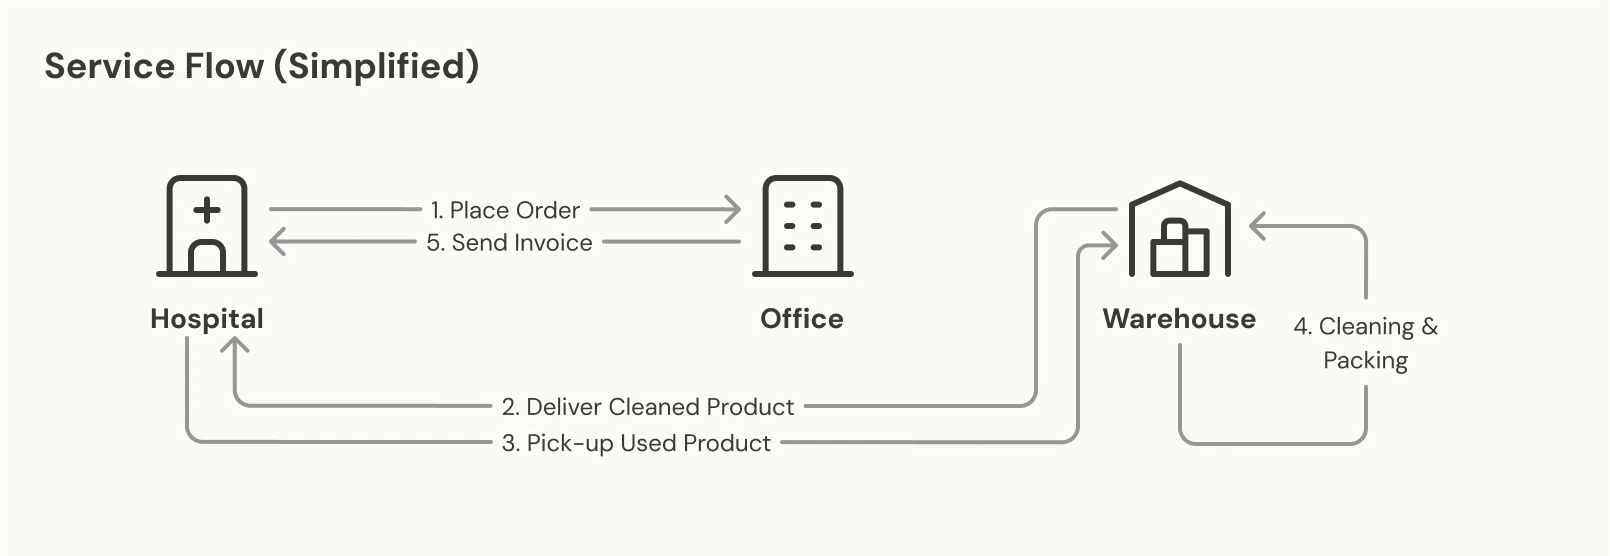 Service Flow (Simplified)
1. Place Order
5. Send Invoice
Hospital
Office
Warehouse
4. Cleaning &
Packing
2. Deliver Cleaned Product
3. Pick-up Used Product